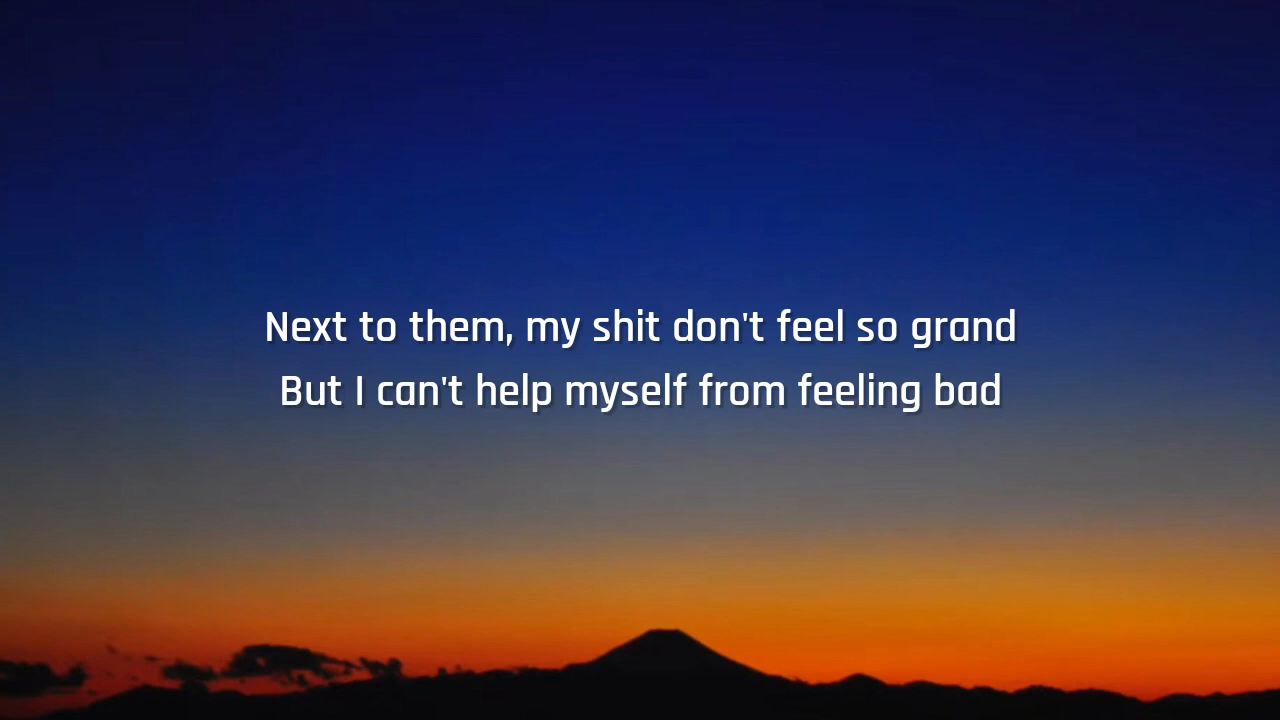 Next to them, my shit don't feel so grand
But I can't help myself from feeling bad